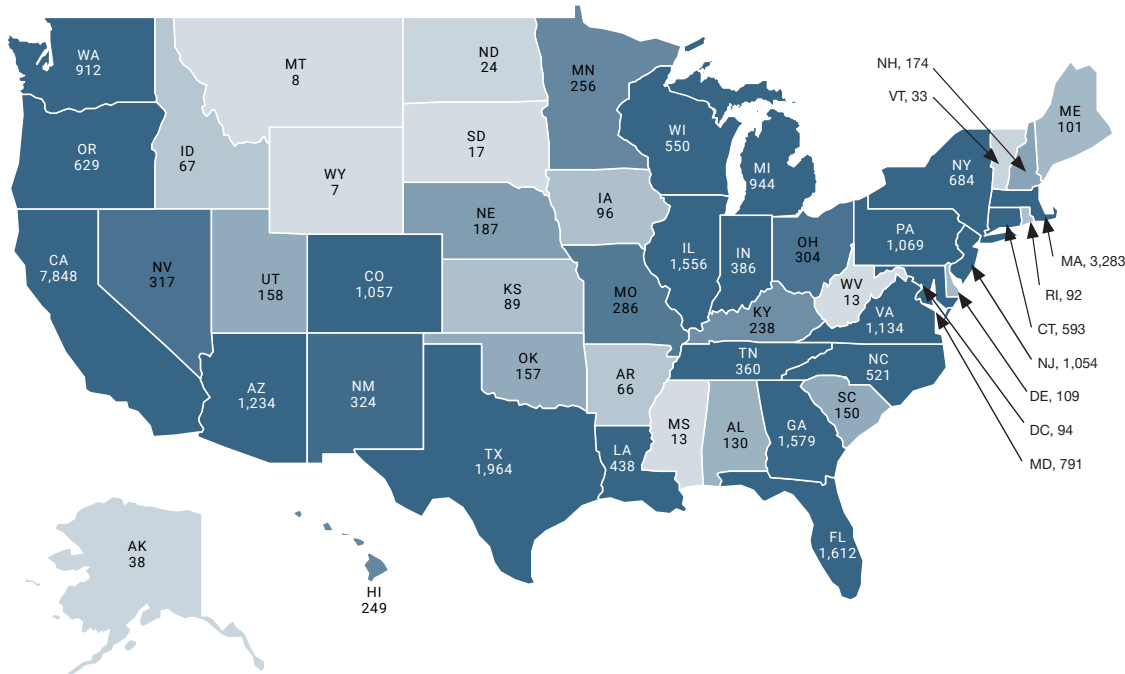 WA
912
MT
8
ND
24
MN
256
NH, 174
VT, 33
ME
101
OR
629
ID
67
WY
7
SD
17
WI
550
MI
944
NY
684
NE
187
IA
96
PA
1,069
CA
7,848
NV
317
UT
158
CO
1,057
KS
89
MO
286
IL
1,556
IN
386
OH
304
WV
13
VA
1,134
KY
238
MA, 3,283
RI, 92
CT, 593
NJ, 1,054
DE, 109
DC, 94
MD, 791
AZ
1,234
NM
324
OK
157
AR
66
TN
360
NC
521
SC
150
MS
13
AL
130
GA
1,579
TX
1,964
LA
438
FL
1,612
AK
38
HI
249